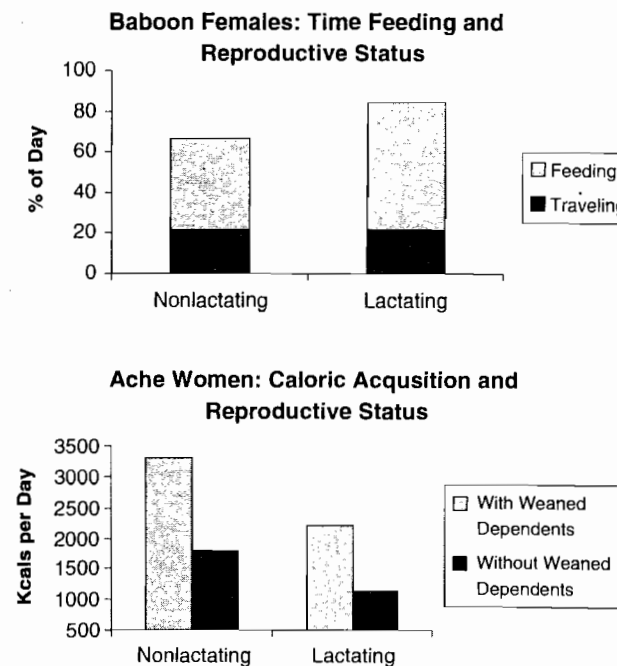 Baboon Females: Time Feeding and
Reproductive Status
% of Day
100
80
60
40
20
0
Nonlactating
Lactating
Feeding
Traveling
Ache Women: Caloric Acqusition and
Reproductive Status
Kcals per Day
3500
3000
2500
2000
1500
1000
500
Nonlactating
Lactating
With Weaned
Dependents
Without Weaned
Dependents